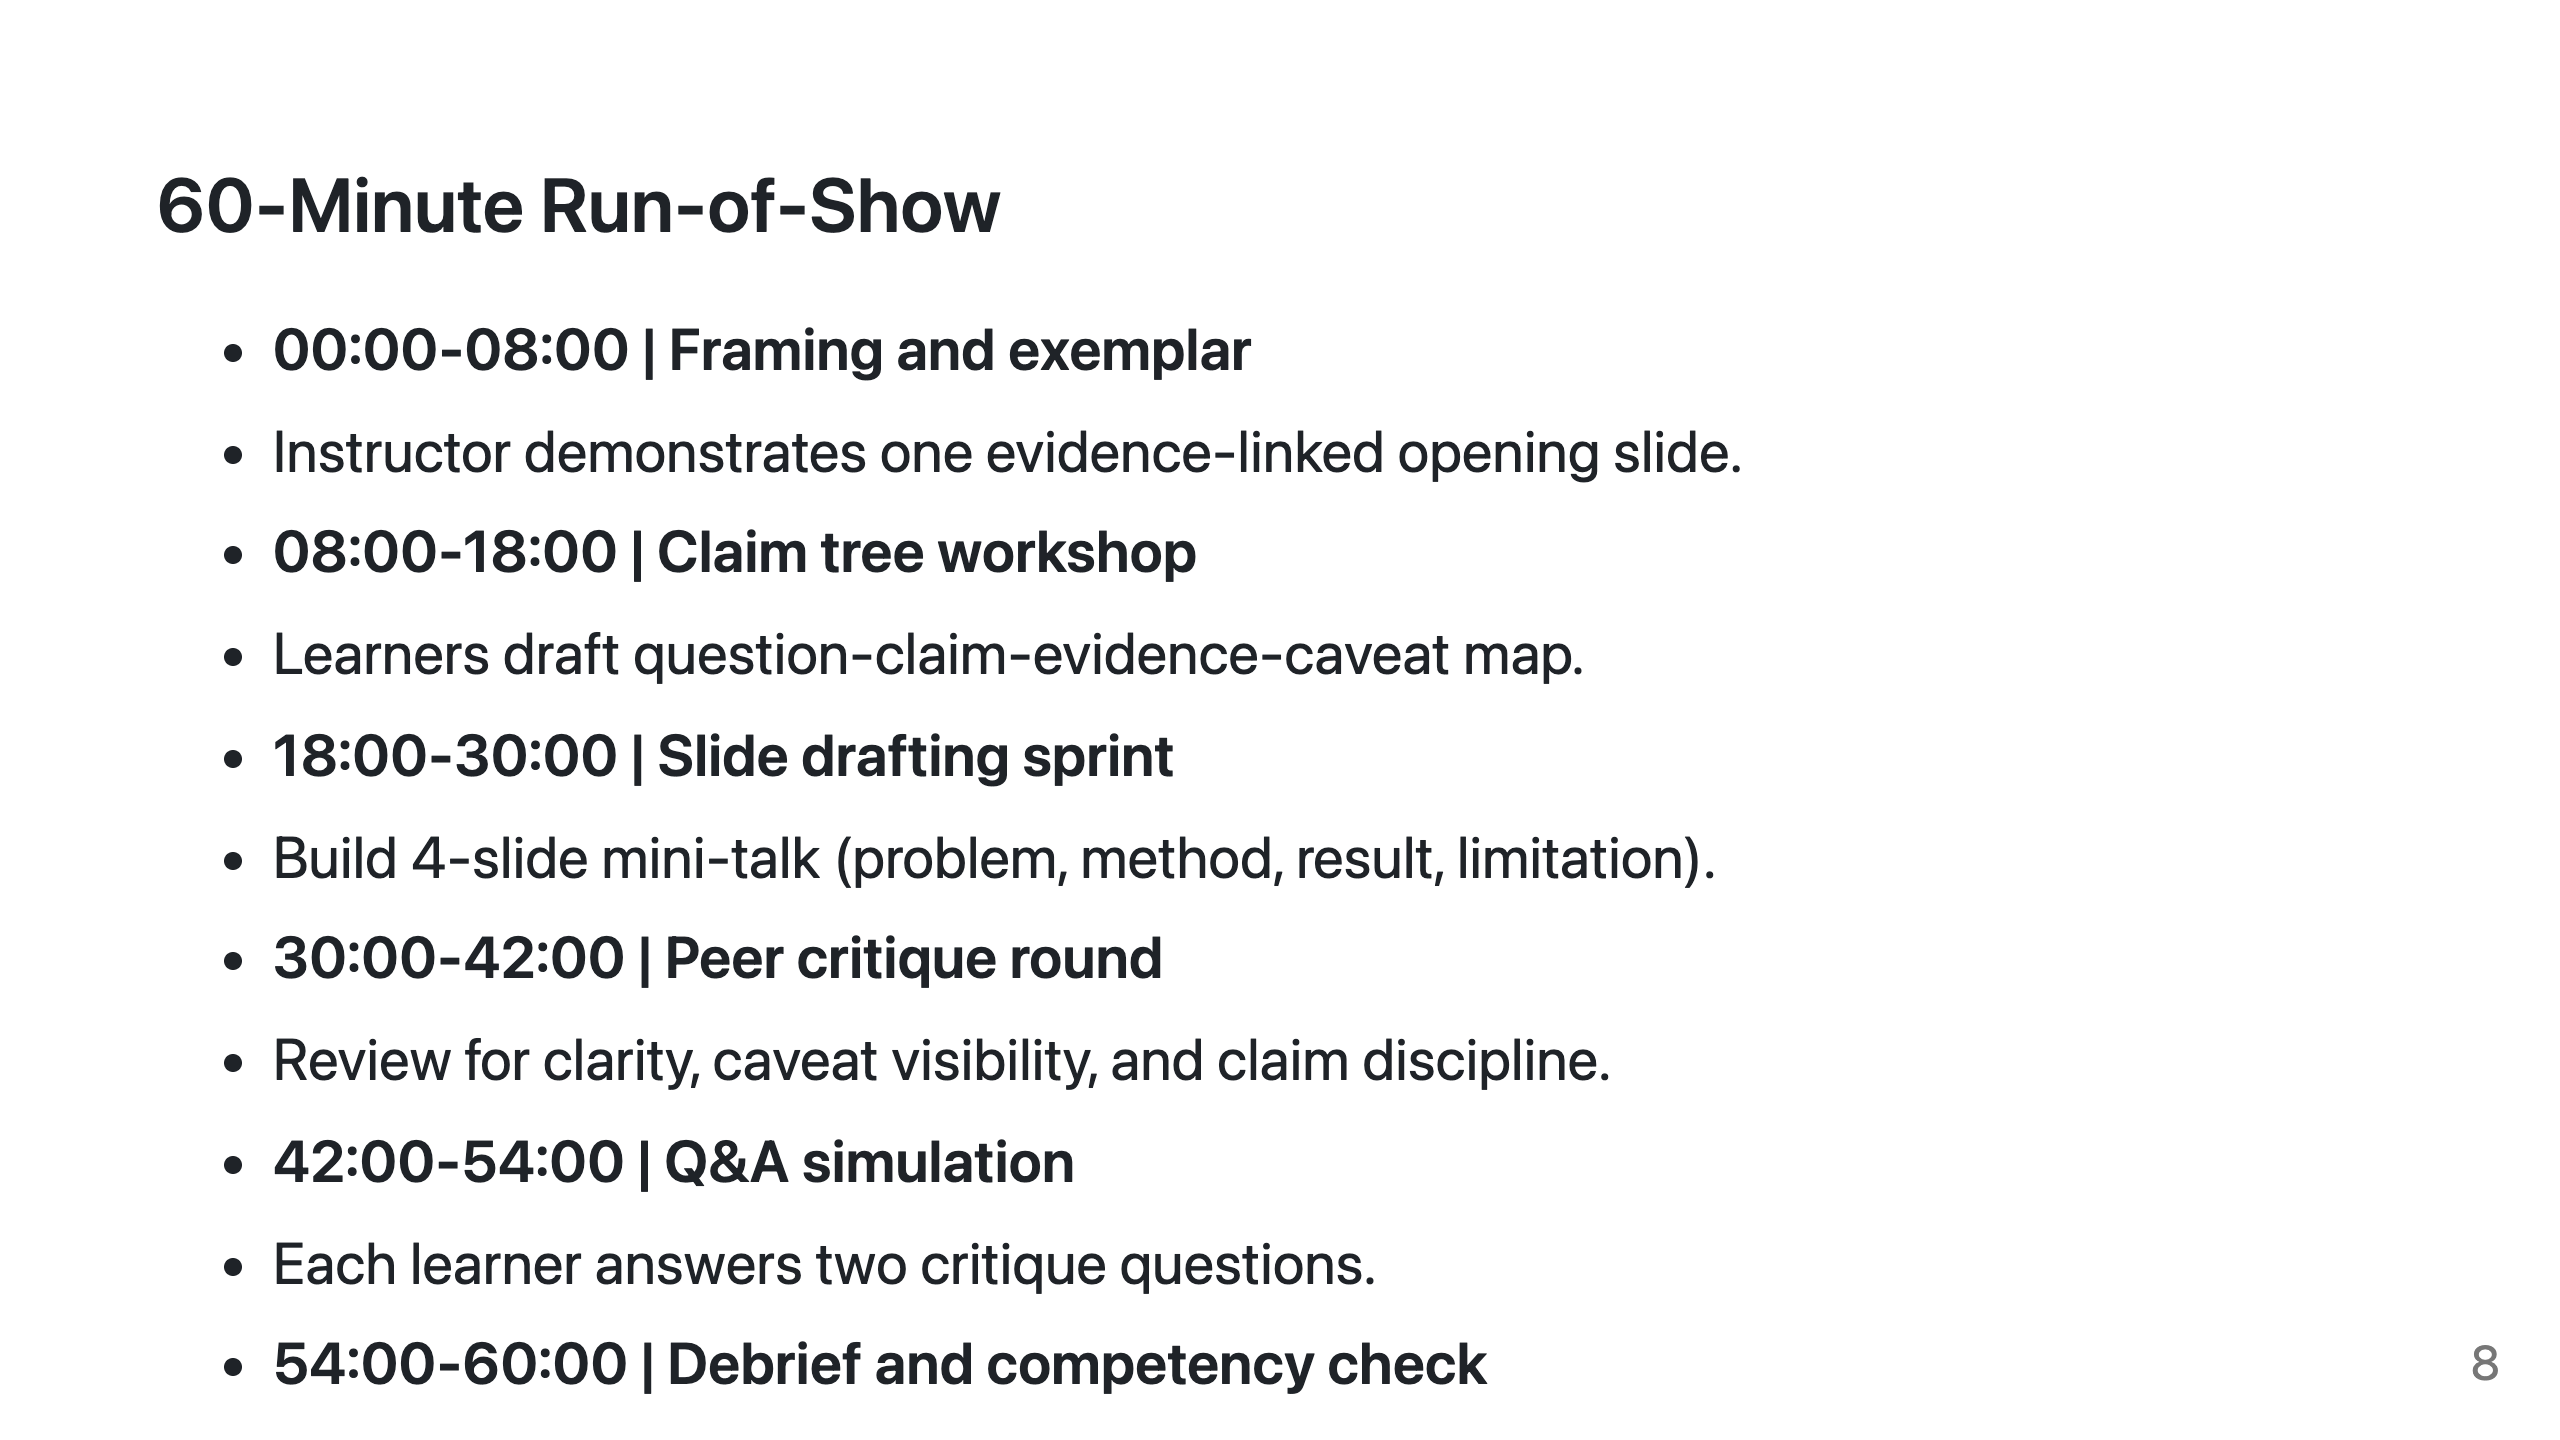 60-Minute Run-of-Show
• 00:00-08:00 | Framing and exemplar
• Instructor demonstrates one evidence-linked opening slide.
• 08:00-18:00 | Claim tree workshop
• Learners draft question-claim-evidence-caveat map.
• 18:00-30:00 | Slide drafting sprint
• Build 4-slide mini-talk (problem, method, result, limitation).
• 30:00-42:00 | Peer critique round
• Review for clarity, caveat visibility, and claim discipline.
• 42:00-54:00 | Q&A simulation
• Each learner answers two critique questions.
• 54:00-60:00 | Debrief and competency check
8